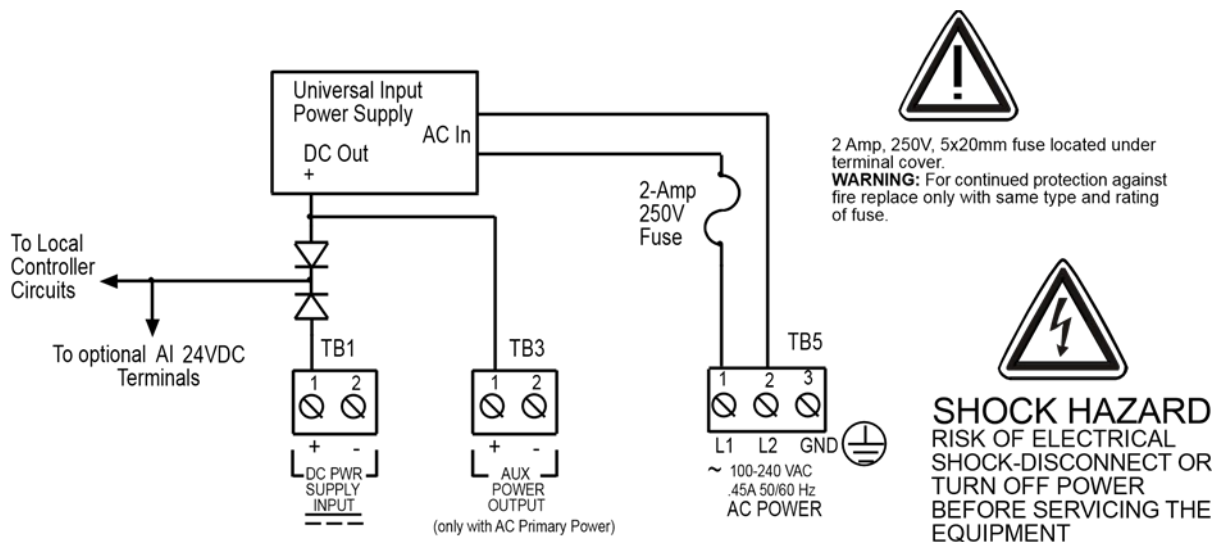 Universal Input
Power Supply
AC In
DC Out
+
2-Amp
250V
Fuse
2 Amp, 250V, 5x20mm fuse located under
terminal cover.
WARNING: For continued protection against
fire replace only with same type and rating
of fuse.
To Local
Controller
Circuits
To optional AI 24VDC
Terminals
TB1
1 2
+ -
DC PWR
SUPPLY
INPUT
TB3
1 2
+ -
AUX
POWER
OUTPUT
(only with AC Primary Power)
TB5
1 2 3
L1 L2 GND
~ 100-240 VAC
.45A 50/60 Hz
AC POWER
SHOCK HAZARD
RISK OF ELECTRICAL
SHOCK-DISCONNECT OR
TURN OFF POWER
BEFORE SERVICING THE
EQUIPMENT